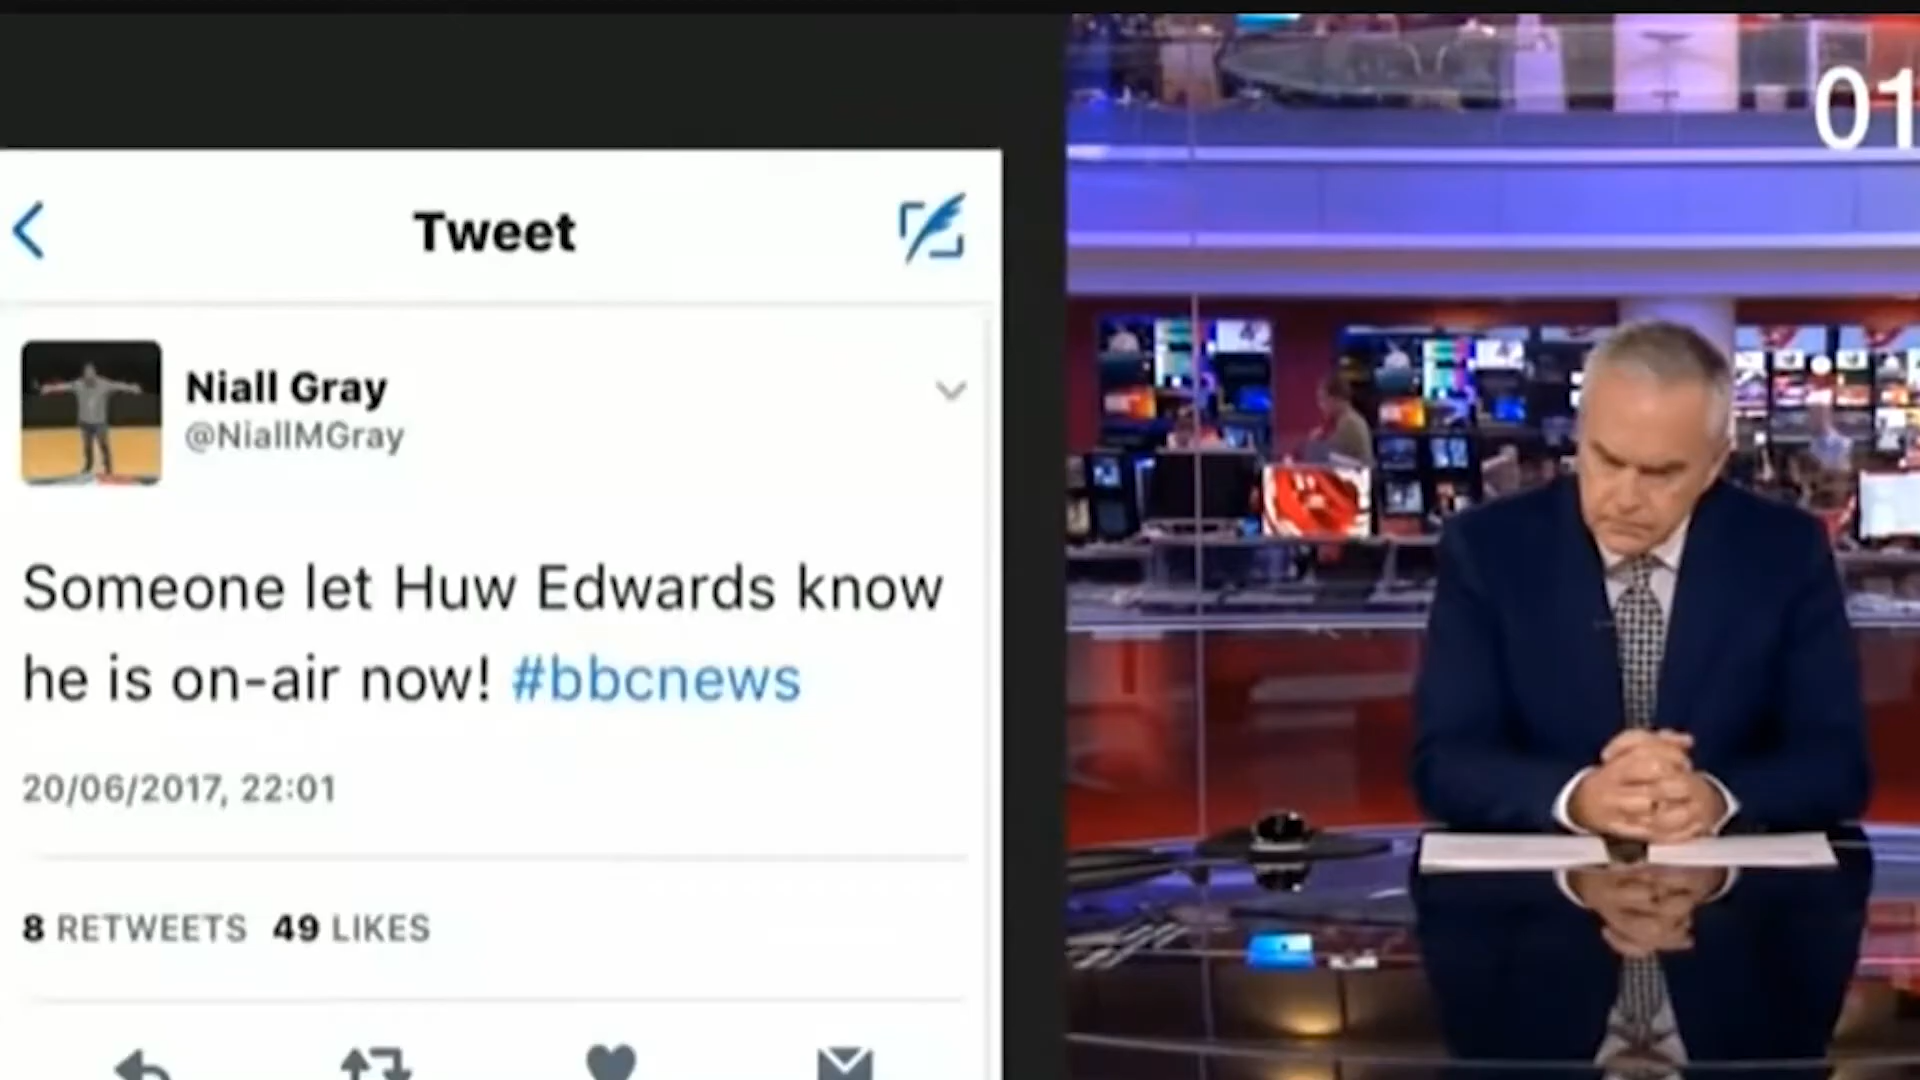 01
Tweet
Niall Gray
@NiallMGray
Someone let Huw Edwards know
he is on-air now! #bbcnews
20/06/2017, 22:01
8 RETWEETS 49 LIKES